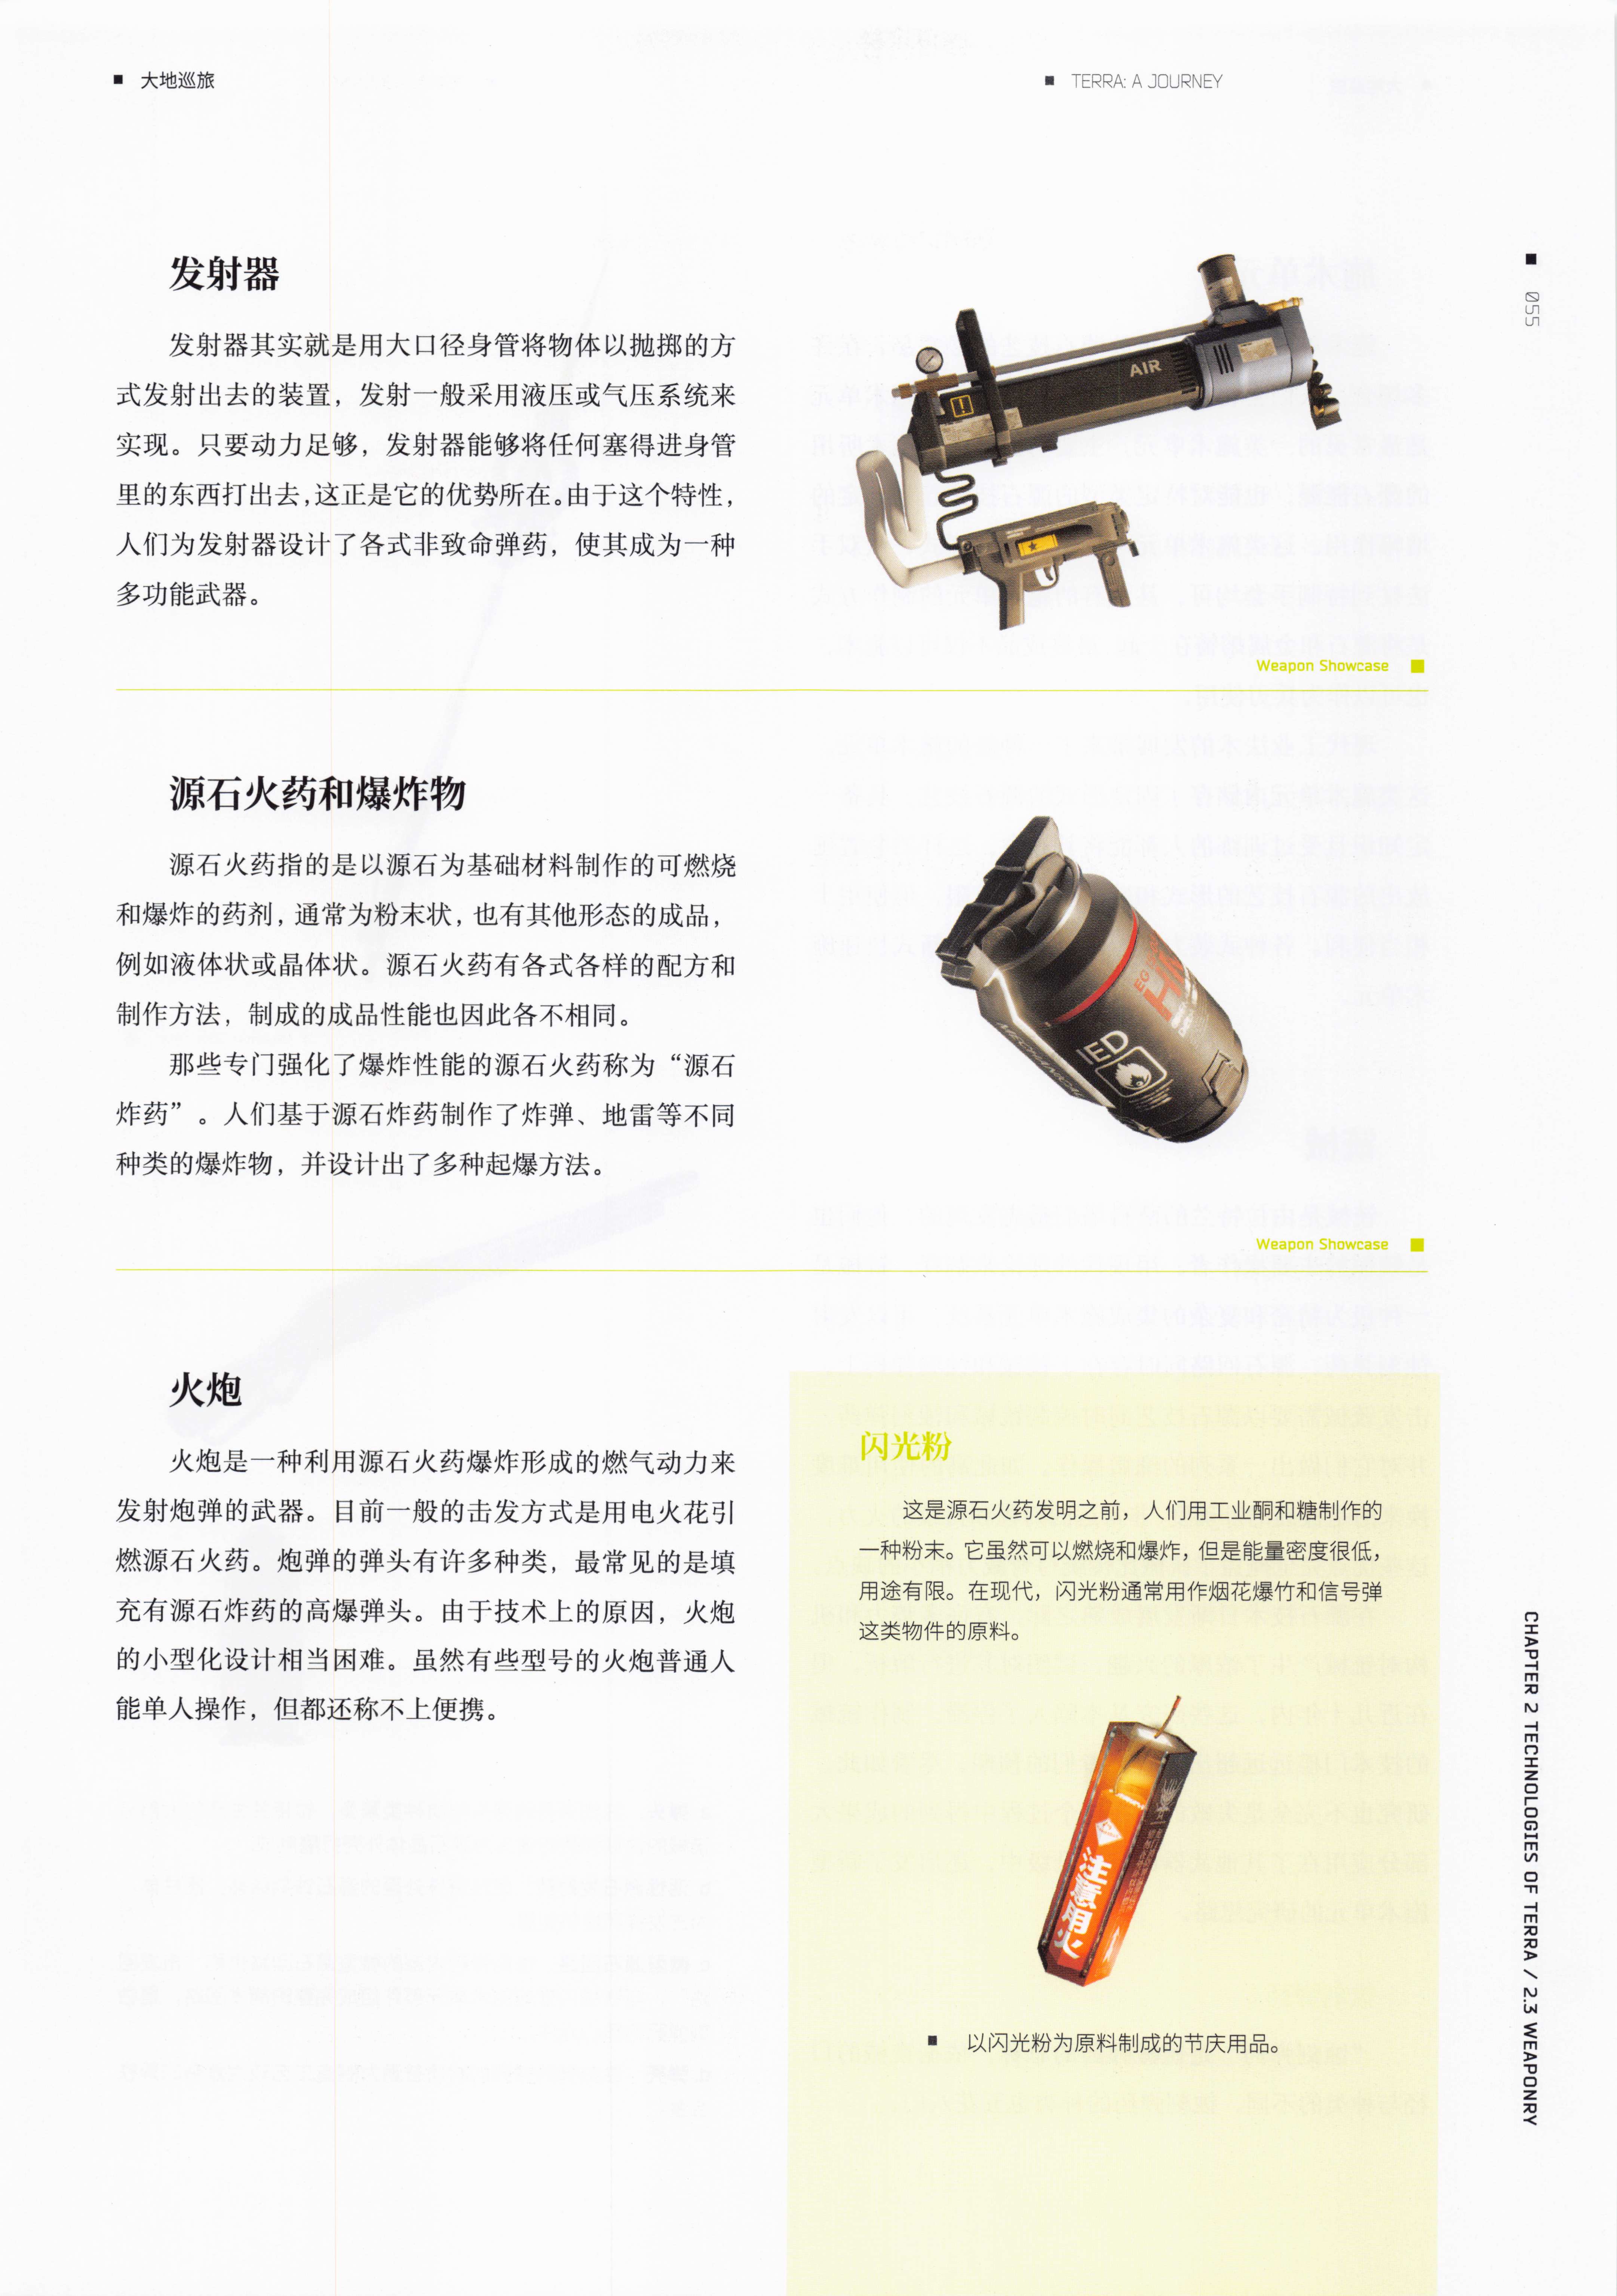 大地巡旅
TERRA: A JOURNEY
055
发射器
发射器其实就是用大口径身管将物体以抛掷的方
式发射出去的装置，发射一般采用液压或气压系统来
实现。只要动力足够，发射器能够将任何塞得进身管
里的东西打出去，这正是它的优势所在。由于这个特性，
人们为发射器设计了各式非致命弹药，使其成为一种
多功能武器。
AIR
Weapon Showcase
源石火药和爆炸物
源石火药指的是以源石为基础材料制作的可燃烧
和爆炸的药剂，通常为粉末状，也有其他形态的成品，
例如液体状或晶体状。源石火药有各式各样的配方和
制作方法，制成的成品性能也因此各不相同。
那些专门强化了爆炸性能的源石火药称为“源石
炸药”。人们基于源石炸药制作了炸弹、地雷等不同
种类的爆炸物，并设计出了多种起爆方法。
IED
Weapon Showcase
火炮
火炮是一种利用源石火药爆炸形成的燃气动力来
发射炮弹的武器。目前一般的击发方式是用电火花引
燃源石火药。炮弹的弹头有许多种类，最常见的是填
充有源石炸药的高爆弹头。由于技术上的原因，火炮
的小型化设计相当困难。虽然有些型号的火炮普通人
能单人操作，但都还称不上便携。
闪光粉
这是源石火药发明之前，人们用工业酮和糖制作的
一种粉末。它虽然可以燃烧和爆炸，但是能量密度很低，
用途有限。在现代，闪光粉通常用作烟花爆竹和信号弹
这类物件的原料。
以闪光粉为原料制成的节庆用品。
CHAPTER 2 TECHNOLOGIES OF TERRA / 2.3 WEAPONRY